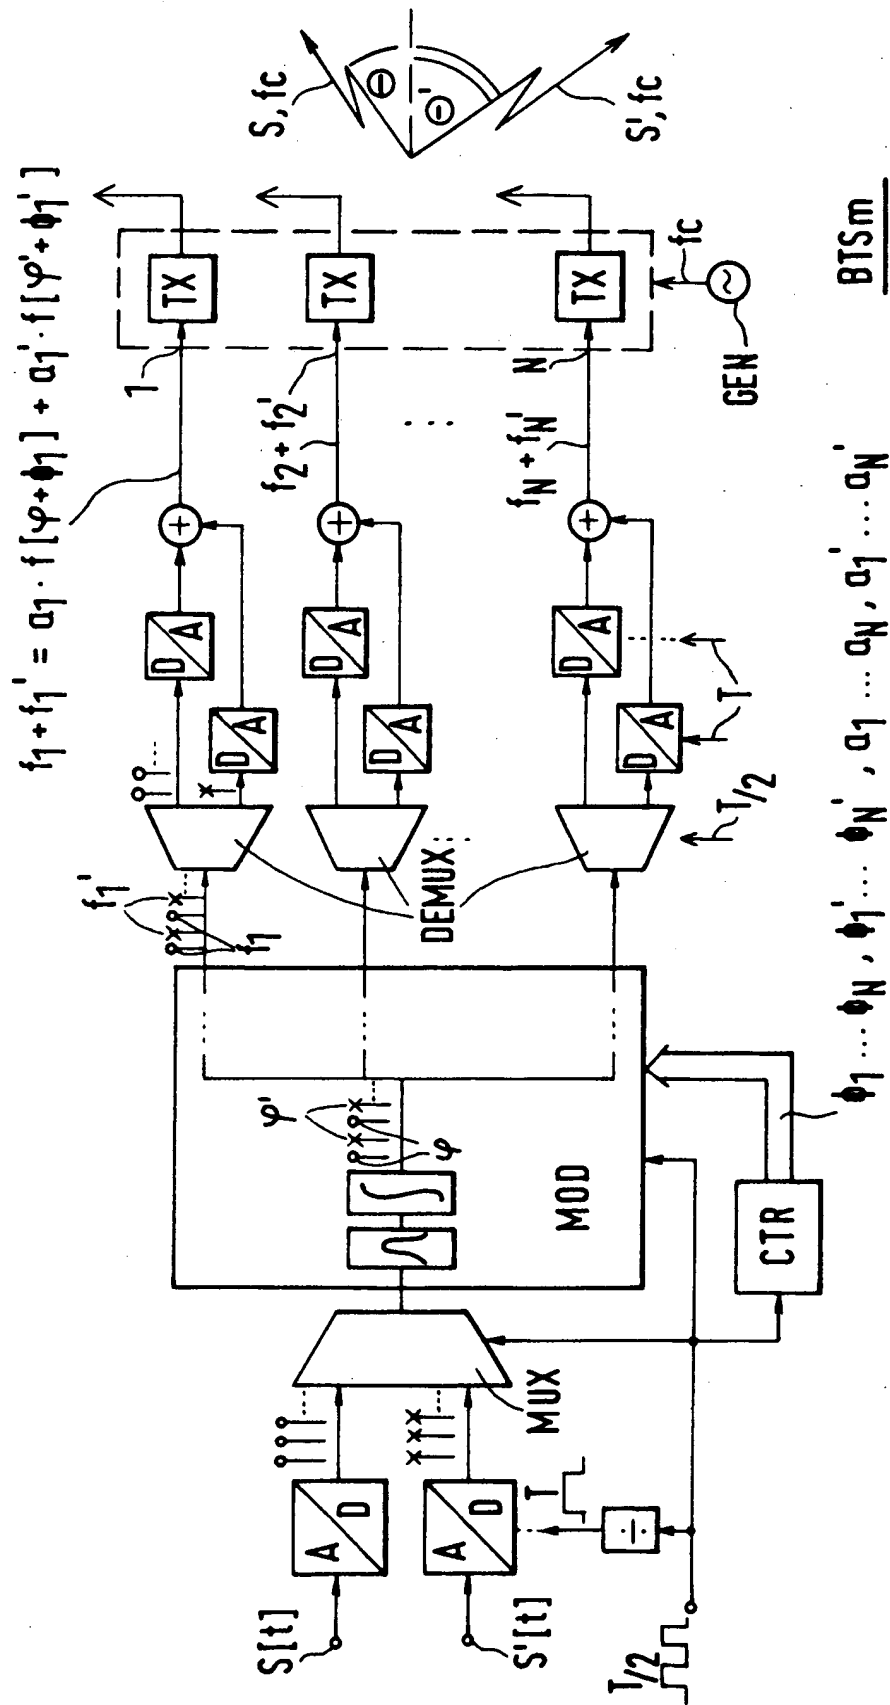 f1+f1' = a1·f[φ+ϕ1] + a1'·f[φ'+ϕ1']
S, fc
Θ
Θ'
S', fc
1
TX
f2+f2'
TX
...
N
fN+fN'
TX
fc
GEN
BTSm
+
+
+
D
A
D
A
D
A
D
A
D
A
D
A
T
T/2
f1'
f1
DEMUX
φ'
φ
MOD
CTR
ϕ1...ϕN, ϕ1'...ϕN', a1...aN, a1'...aN'
MUX
A
D
A
D
S[t]
S'[t]
T
÷
T/2